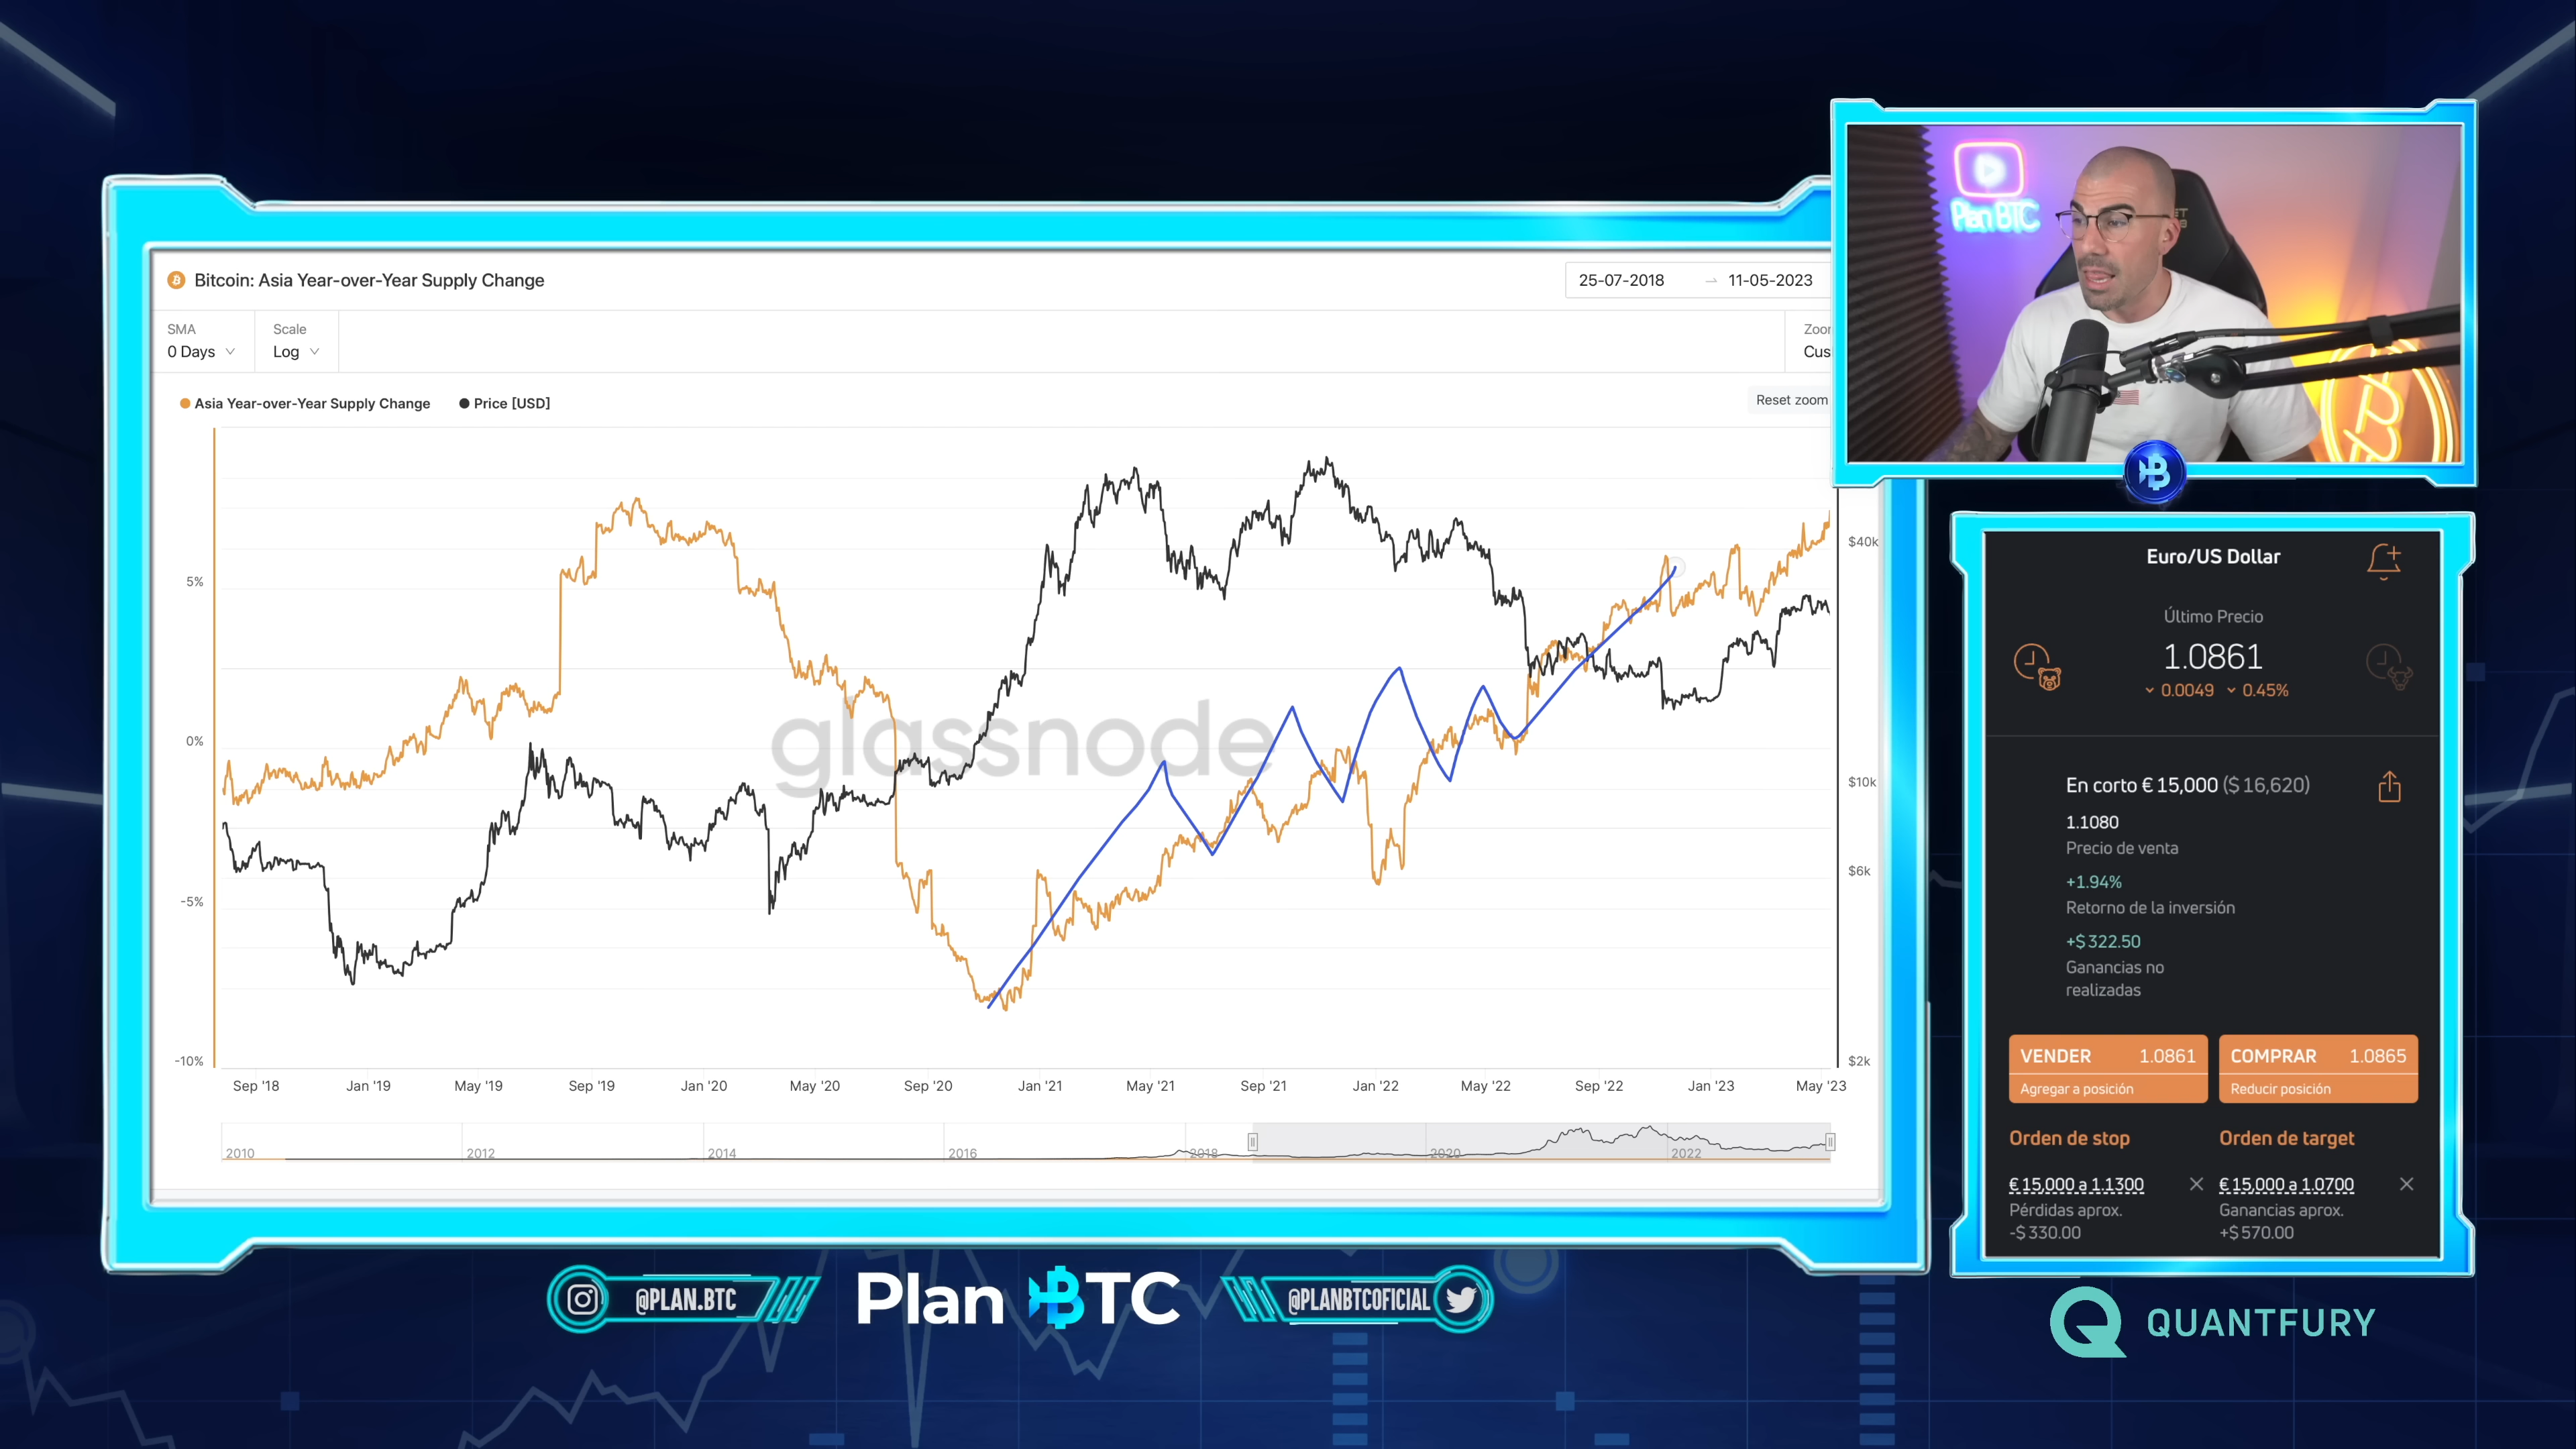 Bitcoin: Asia Year-over-Year Supply Change
25-07-2018 → 11-05-2023
SMA
0 Days
Scale
Log
Zoom
Cus
Asia Year-over-Year Supply Change
Price [USD]
Reset zoom
5%
0%
-5%
-10%
$40k
$10k
$6k
$2k
glassnode
Sep '18 Jan '19 May '19 Sep '19 Jan '20 May '20 Sep '20 Jan '21 May '21 Sep '21 Jan '22 May '22 Sep '22 Jan '23 May '23
2010 2012 2014 2016 2018 2020 2022
Plan BTC
Euro/US Dollar
Último Precio
1.0861
0.0049 0.45%
En corto € 15,000 ($ 16,620)
1.1080
Precio de venta
+1.94%
Retorno de la inversión
+$ 322.50
Ganancias no
realizadas
VENDER 1.0861
Agregar a posición
COMPRAR 1.0865
Reducir posición
Orden de stop
€ 15,000 a 1.1300
Pérdidas aprox.
-$ 330.00
Orden de target
€ 15,000 a 1.0700
Ganancias aprox.
+$ 570.00
@PLAN.BTC
Plan BTC
@PLANBTCOFICIAL
QUANTFURY